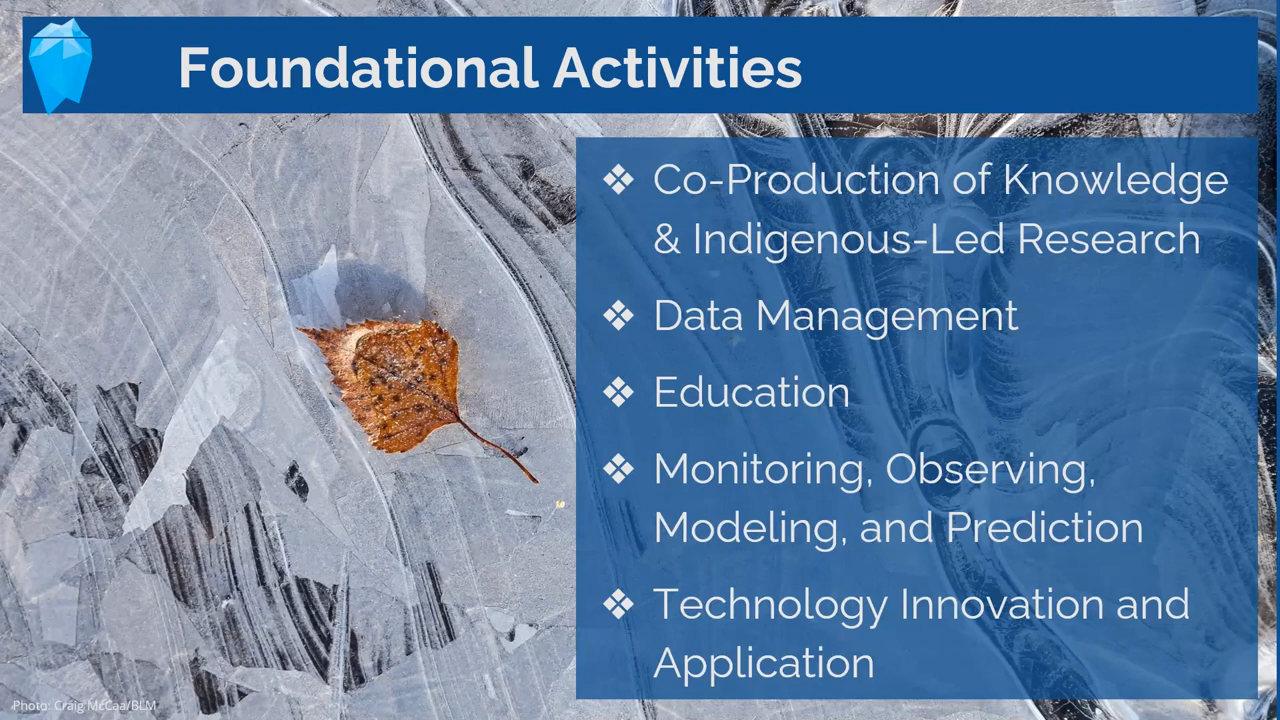 Foundational Activities
❖ Co-Production of Knowledge
& Indigenous-Led Research
❖ Data Management
❖ Education
❖ Monitoring, Observing,
Modeling, and Prediction
❖ Technology Innovation and
Application
Photo: Craig McCaa/BLM